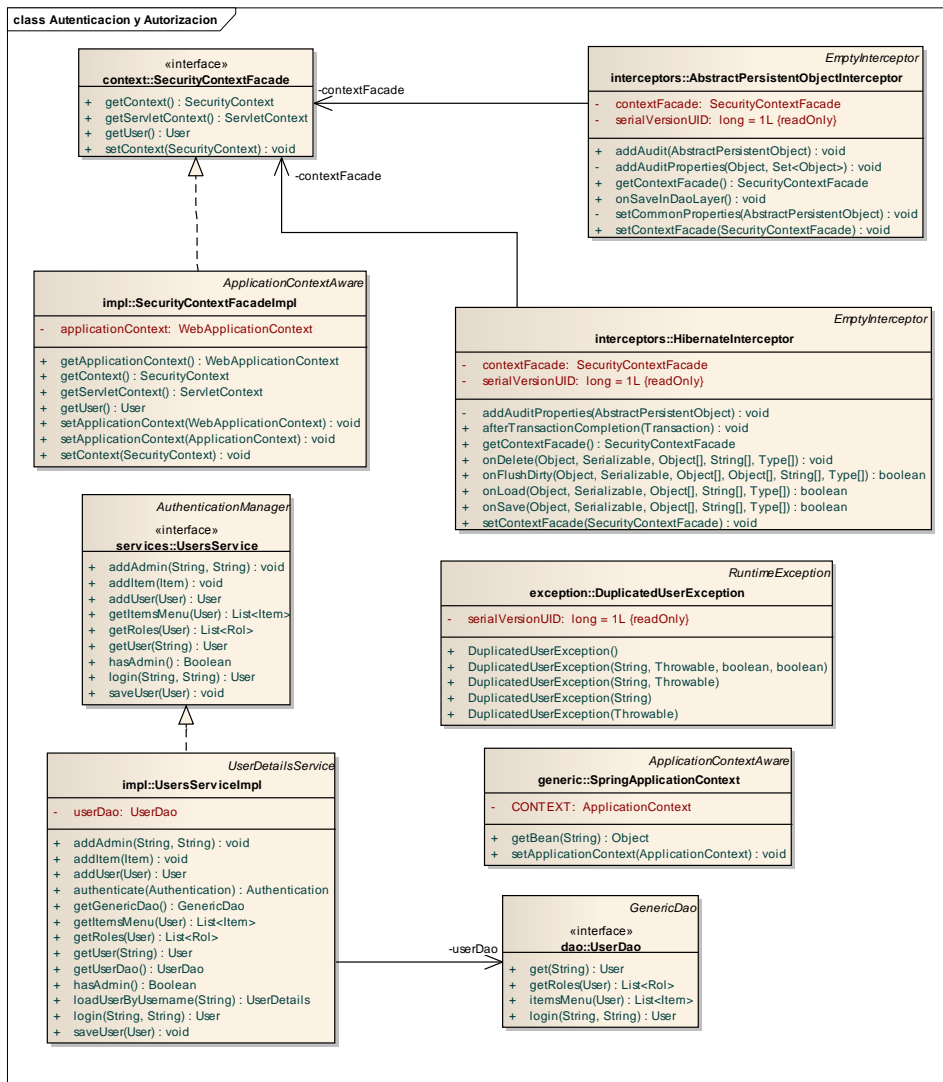 class Autenticacion y Autorizacion
«interface»
context::SecurityContextFacade
+ getContext() : SecurityContext
+ getServletContext() : ServletContext
+ getUser() : User
+ setContext(SecurityContext) : void
-contextFacade
-contextFacade
EmptyInterceptor
interceptors::AbstractPersistentObjectInterceptor
- contextFacade: SecurityContextFacade
- serialVersionUID: long = 1L {readOnly}
+ addAudit(AbstractPersistentObject) : void
- addAuditProperties(Object, Set<Object>) : void
+ getContextFacade() : SecurityContextFacade
+ onSaveInDaoLayer() : void
- setCommonProperties(AbstractPersistentObject) : void
+ setContextFacade(SecurityContextFacade) : void
ApplicationContextAware
impl::SecurityContextFacadeImpl
- applicationContext: WebApplicationContext
+ getApplicationContext() : WebApplicationContext
+ getContext() : SecurityContext
+ getServletContext() : ServletContext
+ getUser() : User
+ setApplicationContext(WebApplicationContext) : void
+ setApplicationContext(ApplicationContext) : void
+ setContext(SecurityContext) : void
EmptyInterceptor
interceptors::HibernateInterceptor
- contextFacade: SecurityContextFacade
- serialVersionUID: long = 1L {readOnly}
- addAuditProperties(AbstractPersistentObject) : void
+ afterTransactionCompletion(Transaction) : void
+ getContextFacade() : SecurityContextFacade
+ onDelete(Object, Serializable, Object[], String[], Type[]) : void
+ onFlushDirty(Object, Serializable, Object[], Object[], String[], Type[]) : boolean
+ onLoad(Object, Serializable, Object[], String[], Type[]) : boolean
+ onSave(Object, Serializable, Object[], String[], Type[]) : boolean
+ setContextFacade(SecurityContextFacade) : void
AuthenticationManager
«interface»
services::UsersService
+ addAdmin(String, String) : void
+ addItem(Item) : void
+ addUser(User) : User
+ getItemsMenu(User) : List<Item>
+ getRoles(User) : List<Rol>
+ getUser(String) : User
+ hasAdmin() : Boolean
+ login(String, String) : User
+ saveUser(User) : void
RuntimeException
exception::DuplicatedUserException
- serialVersionUID: long = 1L {readOnly}
+ DuplicatedUserException()
+ DuplicatedUserException(String, Throwable, boolean, boolean)
+ DuplicatedUserException(String, Throwable)
+ DuplicatedUserException(String)
+ DuplicatedUserException(Throwable)
UserDetailsService
impl::UsersServiceImpl
- userDao: UserDao
+ addAdmin(String, String) : void
+ addItem(Item) : void
+ addUser(User) : User
+ authenticate(Authentication) : Authentication
+ getGenericDao() : GenericDao
+ getItemsMenu(User) : List<Item>
+ getRoles(User) : List<Rol>
+ getUser(String) : User
+ getUserDao() : UserDao
+ hasAdmin() : Boolean
+ loadUserByUsername(String) : UserDetails
+ login(String, String) : User
+ saveUser(User) : void
ApplicationContextAware
generic::SpringApplicationContext
- CONTEXT: ApplicationContext
+ getBean(String) : Object
+ setApplicationContext(ApplicationContext) : void
-userDao
GenericDao
«interface»
dao::UserDao
+ get(String) : User
+ getRoles(User) : List<Rol>
+ itemsMenu(User) : List<Item>
+ login(String, String) : User